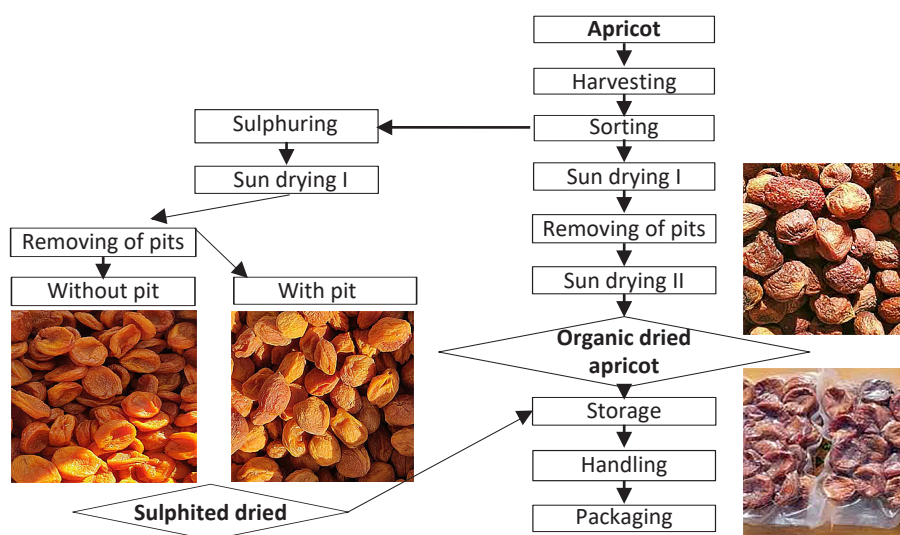 Apricot
Harvesting
Sulphuring
Sorting
Sun drying I
Sun drying I
Removing of pits
Removing of pits
Without pit
With pit
Sun drying II
Organic dried
apricot
Storage
Handling
Sulphited dried
Packaging